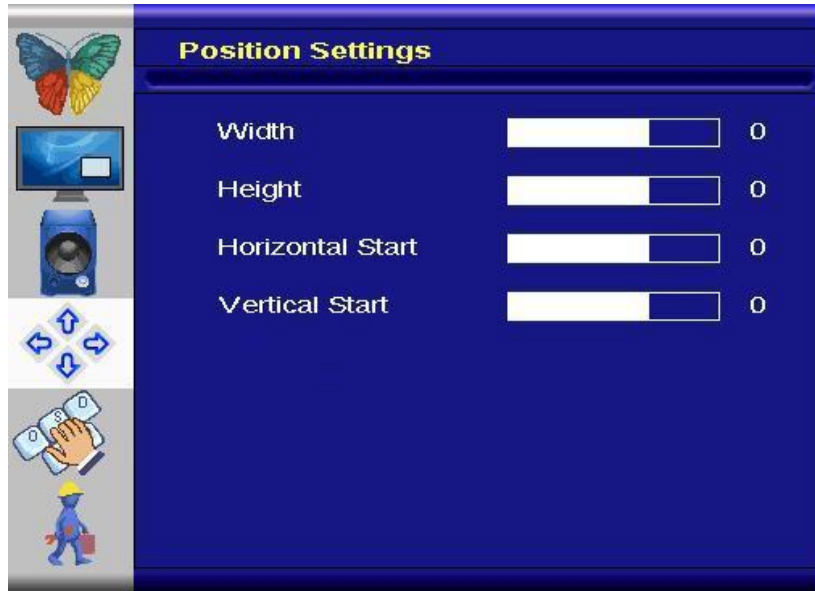 Position Settings
Width 0
Height 0
Horizontal Start 0
Vertical Start 0
O S D